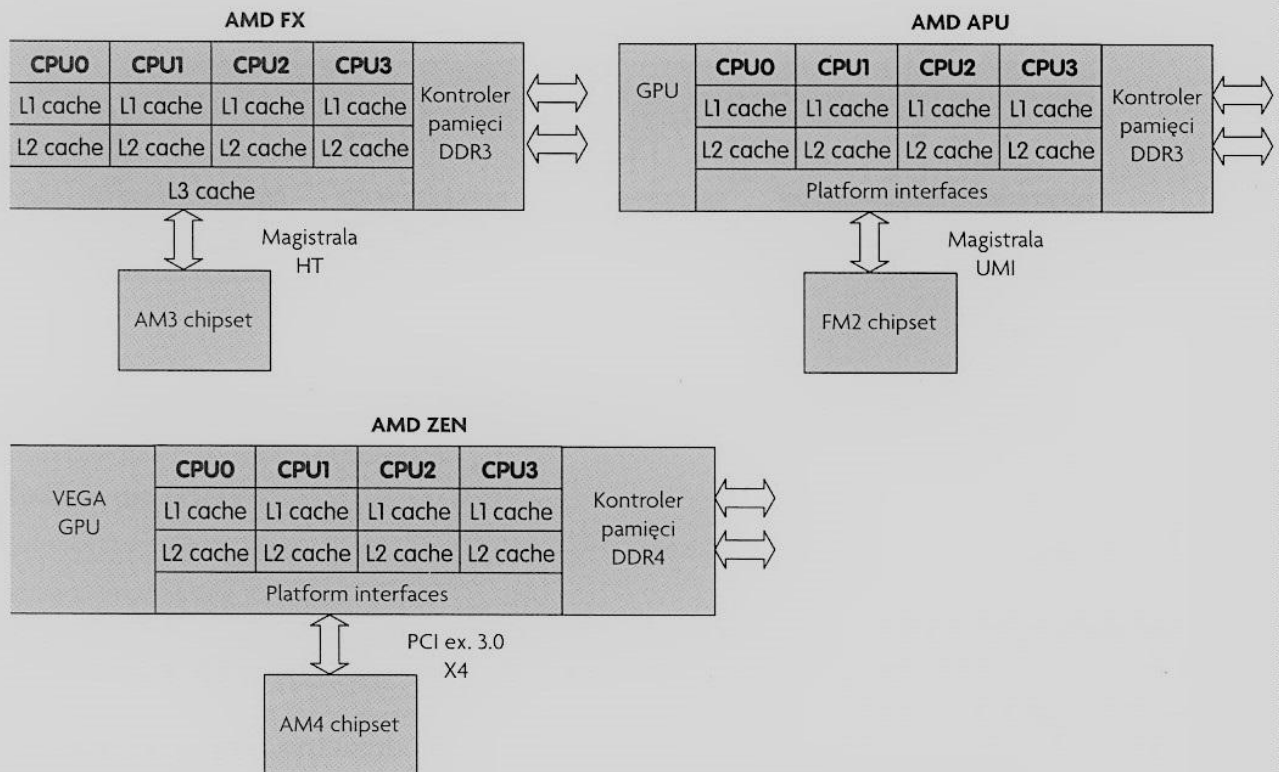 AMD FX
CPU0 CPU1 CPU2 CPU3
L1 cache L1 cache L1 cache L1 cache
L2 cache L2 cache L2 cache L2 cache
L3 cache
Kontroler
pamięci
DDR3
Magistrala
HT
AM3 chipset
AMD APU
GPU
CPU0 CPU1 CPU2 CPU3
L1 cache L1 cache L1 cache L1 cache
L2 cache L2 cache L2 cache L2 cache
Platform interfaces
Kontroler
pamięci
DDR3
Magistrala
UMI
FM2 chipset
AMD ZEN
VEGA
GPU
CPU0 CPU1 CPU2 CPU3
L1 cache L1 cache L1 cache L1 cache
L2 cache L2 cache L2 cache L2 cache
Platform interfaces
Kontroler
pamięci
DDR4
PCI ex. 3.0
X4
AM4 chipset